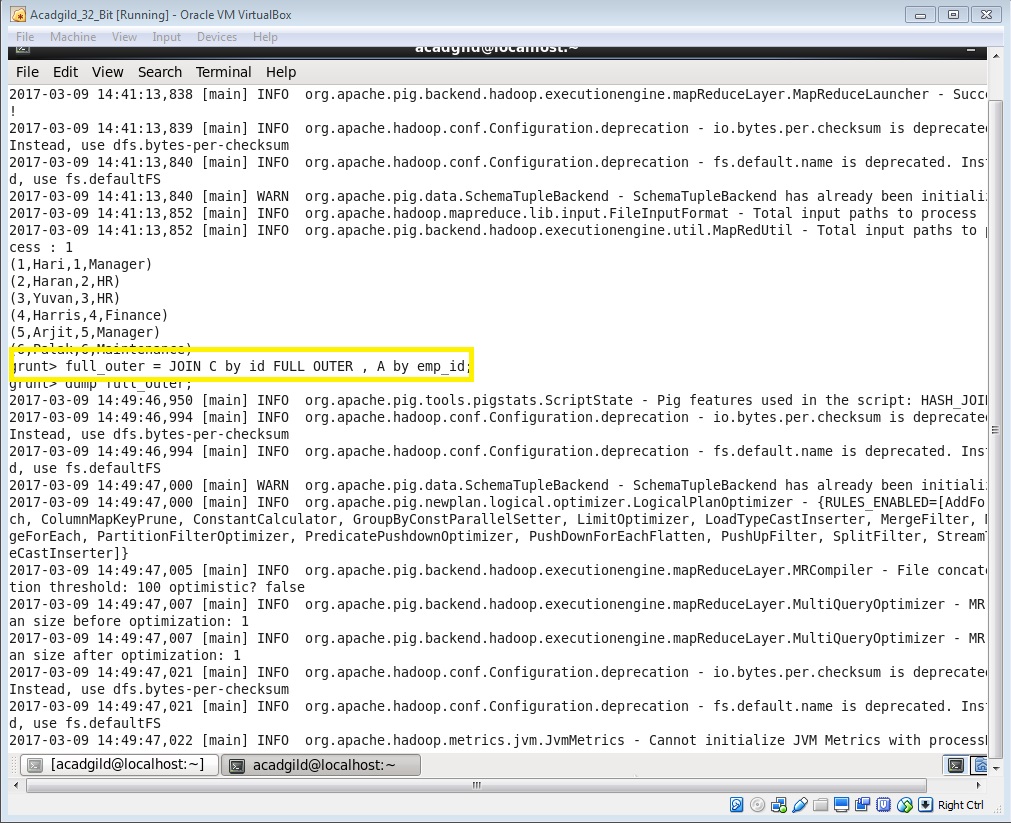 Acadgild_32_Bit [Running] - Oracle VM VirtualBox
File Machine View Input Devices Help
acadgild@localhost:~
File Edit View Search Terminal Help
2017-03-09 14:41:13,838 [main] INFO  org.apache.pig.backend.hadoop.executionengine.mapReduceLayer.MapReduceLauncher - Succe
!
2017-03-09 14:41:13,839 [main] INFO  org.apache.hadoop.conf.Configuration.deprecation - io.bytes.per.checksum is deprecate
Instead, use dfs.bytes-per-checksum
2017-03-09 14:41:13,840 [main] INFO  org.apache.hadoop.conf.Configuration.deprecation - fs.default.name is deprecated. Inst
d, use fs.defaultFS
2017-03-09 14:41:13,840 [main] WARN  org.apache.pig.data.SchemaTupleBackend - SchemaTupleBackend has already been initiali
2017-03-09 14:41:13,852 [main] INFO  org.apache.hadoop.mapreduce.lib.input.FileInputFormat - Total input paths to process
2017-03-09 14:41:13,852 [main] INFO  org.apache.pig.backend.hadoop.executionengine.util.MapRedUtil - Total input paths to p
cess : 1
(1,Hari,1,Manager)
(2,Haran,2,HR)
(3,Yuvan,3,HR)
(4,Harris,4,Finance)
(5,Arjit,5,Manager)
(6,Palak,6,Maintenance)
grunt> full_outer = JOIN C by id FULL OUTER , A by emp_id;
grunt> dump full_outer;
2017-03-09 14:49:46,950 [main] INFO  org.apache.pig.tools.pigstats.ScriptState - Pig features used in the script: HASH_JOIN
2017-03-09 14:49:46,994 [main] INFO  org.apache.hadoop.conf.Configuration.deprecation - io.bytes.per.checksum is deprecate
Instead, use dfs.bytes-per-checksum
2017-03-09 14:49:46,994 [main] INFO  org.apache.hadoop.conf.Configuration.deprecation - fs.default.name is deprecated. Inst
d, use fs.defaultFS
2017-03-09 14:49:47,000 [main] WARN  org.apache.pig.data.SchemaTupleBackend - SchemaTupleBackend has already been initiali
2017-03-09 14:49:47,000 [main] INFO  org.apache.pig.newplan.logical.optimizer.LogicalPlanOptimizer - {RULES_ENABLED=[AddFo
ch, ColumnMapKeyPrune, ConstantCalculator, GroupByConstParallelSetter, LimitOptimizer, LoadTypeCastInserter, MergeFilter,
geForEach, PartitionFilterOptimizer, PredicatePushdownOptimizer, PushDownForEachFlatten, PushUpFilter, SplitFilter, Stream
eCastInserter]}
2017-03-09 14:49:47,005 [main] INFO  org.apache.pig.backend.hadoop.executionengine.mapReduceLayer.MRCompiler - File concate
tion threshold: 100 optimistic? false
2017-03-09 14:49:47,007 [main] INFO  org.apache.pig.backend.hadoop.executionengine.mapReduceLayer.MultiQueryOptimizer - MR
an size before optimization: 1
2017-03-09 14:49:47,007 [main] INFO  org.apache.pig.backend.hadoop.executionengine.mapReduceLayer.MultiQueryOptimizer - MR
an size after optimization: 1
2017-03-09 14:49:47,021 [main] INFO  org.apache.hadoop.conf.Configuration.deprecation - io.bytes.per.checksum is deprecate
Instead, use dfs.bytes-per-checksum
2017-03-09 14:49:47,021 [main] INFO  org.apache.hadoop.conf.Configuration.deprecation - fs.default.name is deprecated. Inst
d, use fs.defaultFS
2017-03-09 14:49:47,022 [main] INFO  org.apache.hadoop.metrics.jvm.JvmMetrics - Cannot initialize JVM Metrics with process
[acadgild@localhost:~] acadgild@localhost:~
Right Ctrl